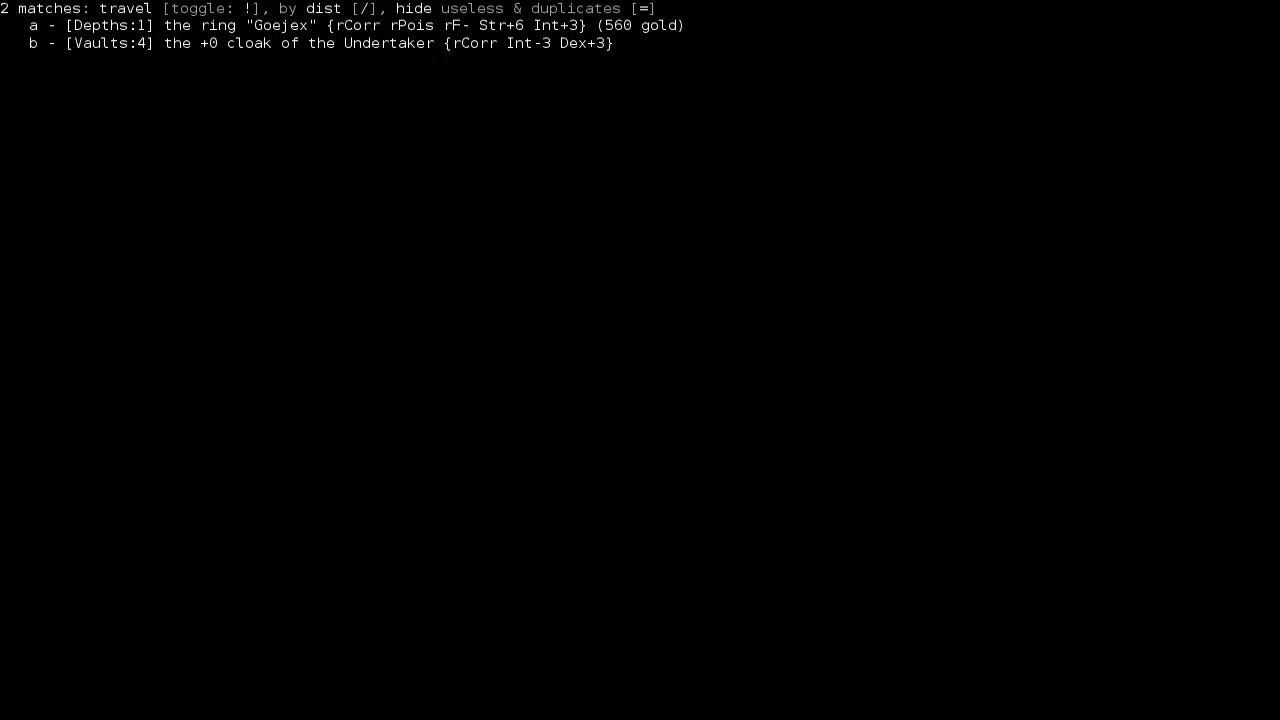 2 matches: travel [toggle: !], by dist [/], hide useless & duplicates [=]
a - [Depths:1] the ring "Goejex" {rCorr rPois rF- Str+6 Int+3} (560 gold)
b - [Vaults:4] the +0 cloak of the Undertaker {rCorr Int-3 Dex+3}